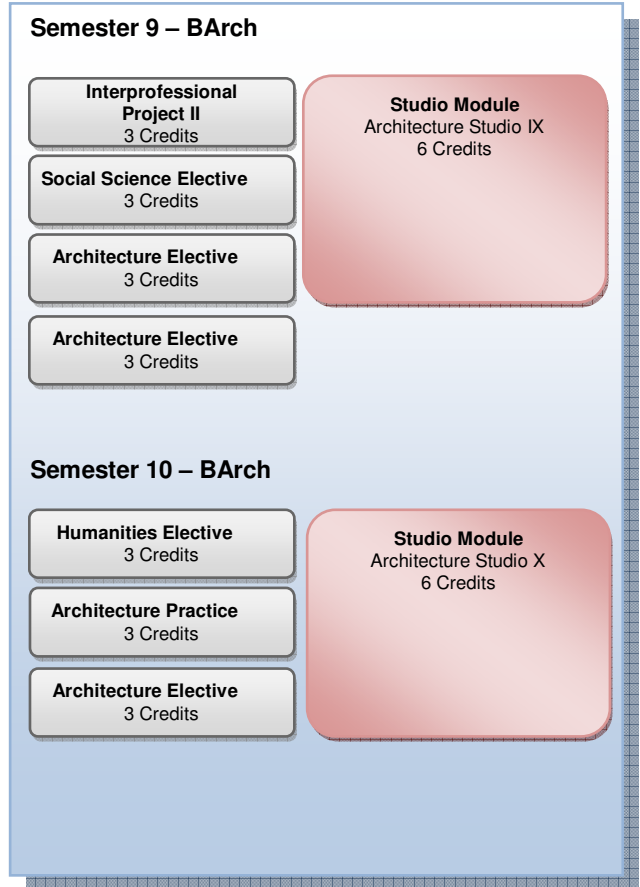 Semester 9 – BArch
Interprofessional
Project II
3 Credits
Social Science Elective
3 Credits
Architecture Elective
3 Credits
Architecture Elective
3 Credits
Studio Module
Architecture Studio IX
6 Credits
Semester 10 – BArch
Humanities Elective
3 Credits
Architecture Practice
3 Credits
Architecture Elective
3 Credits
Studio Module
Architecture Studio X
6 Credits